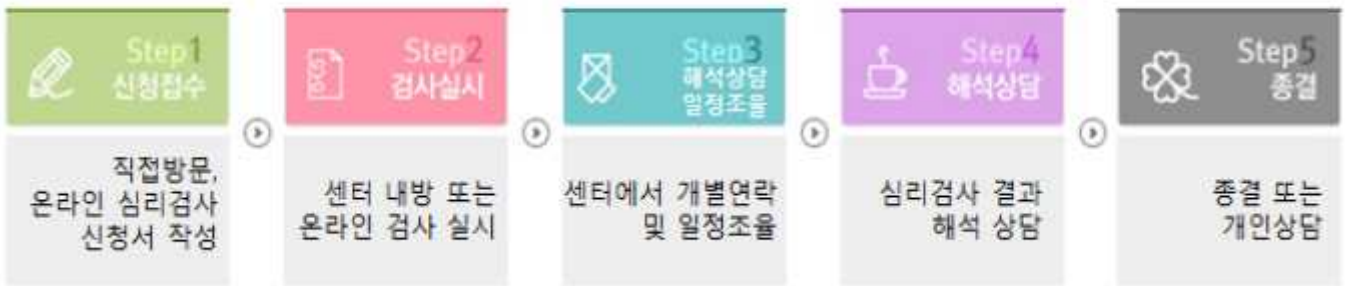 Step1
신청접수
직접방문,
온라인 심리검사
신청서 작성
Step2
검사실시
센터 내방 또는
온라인 검사 실시
Step3
해석상담
일정조율
센터에서 개별연락
및 일정조율
Step4
해석상담
심리검사 결과
해석 상담
Step5
종결
종결 또는
개인상담